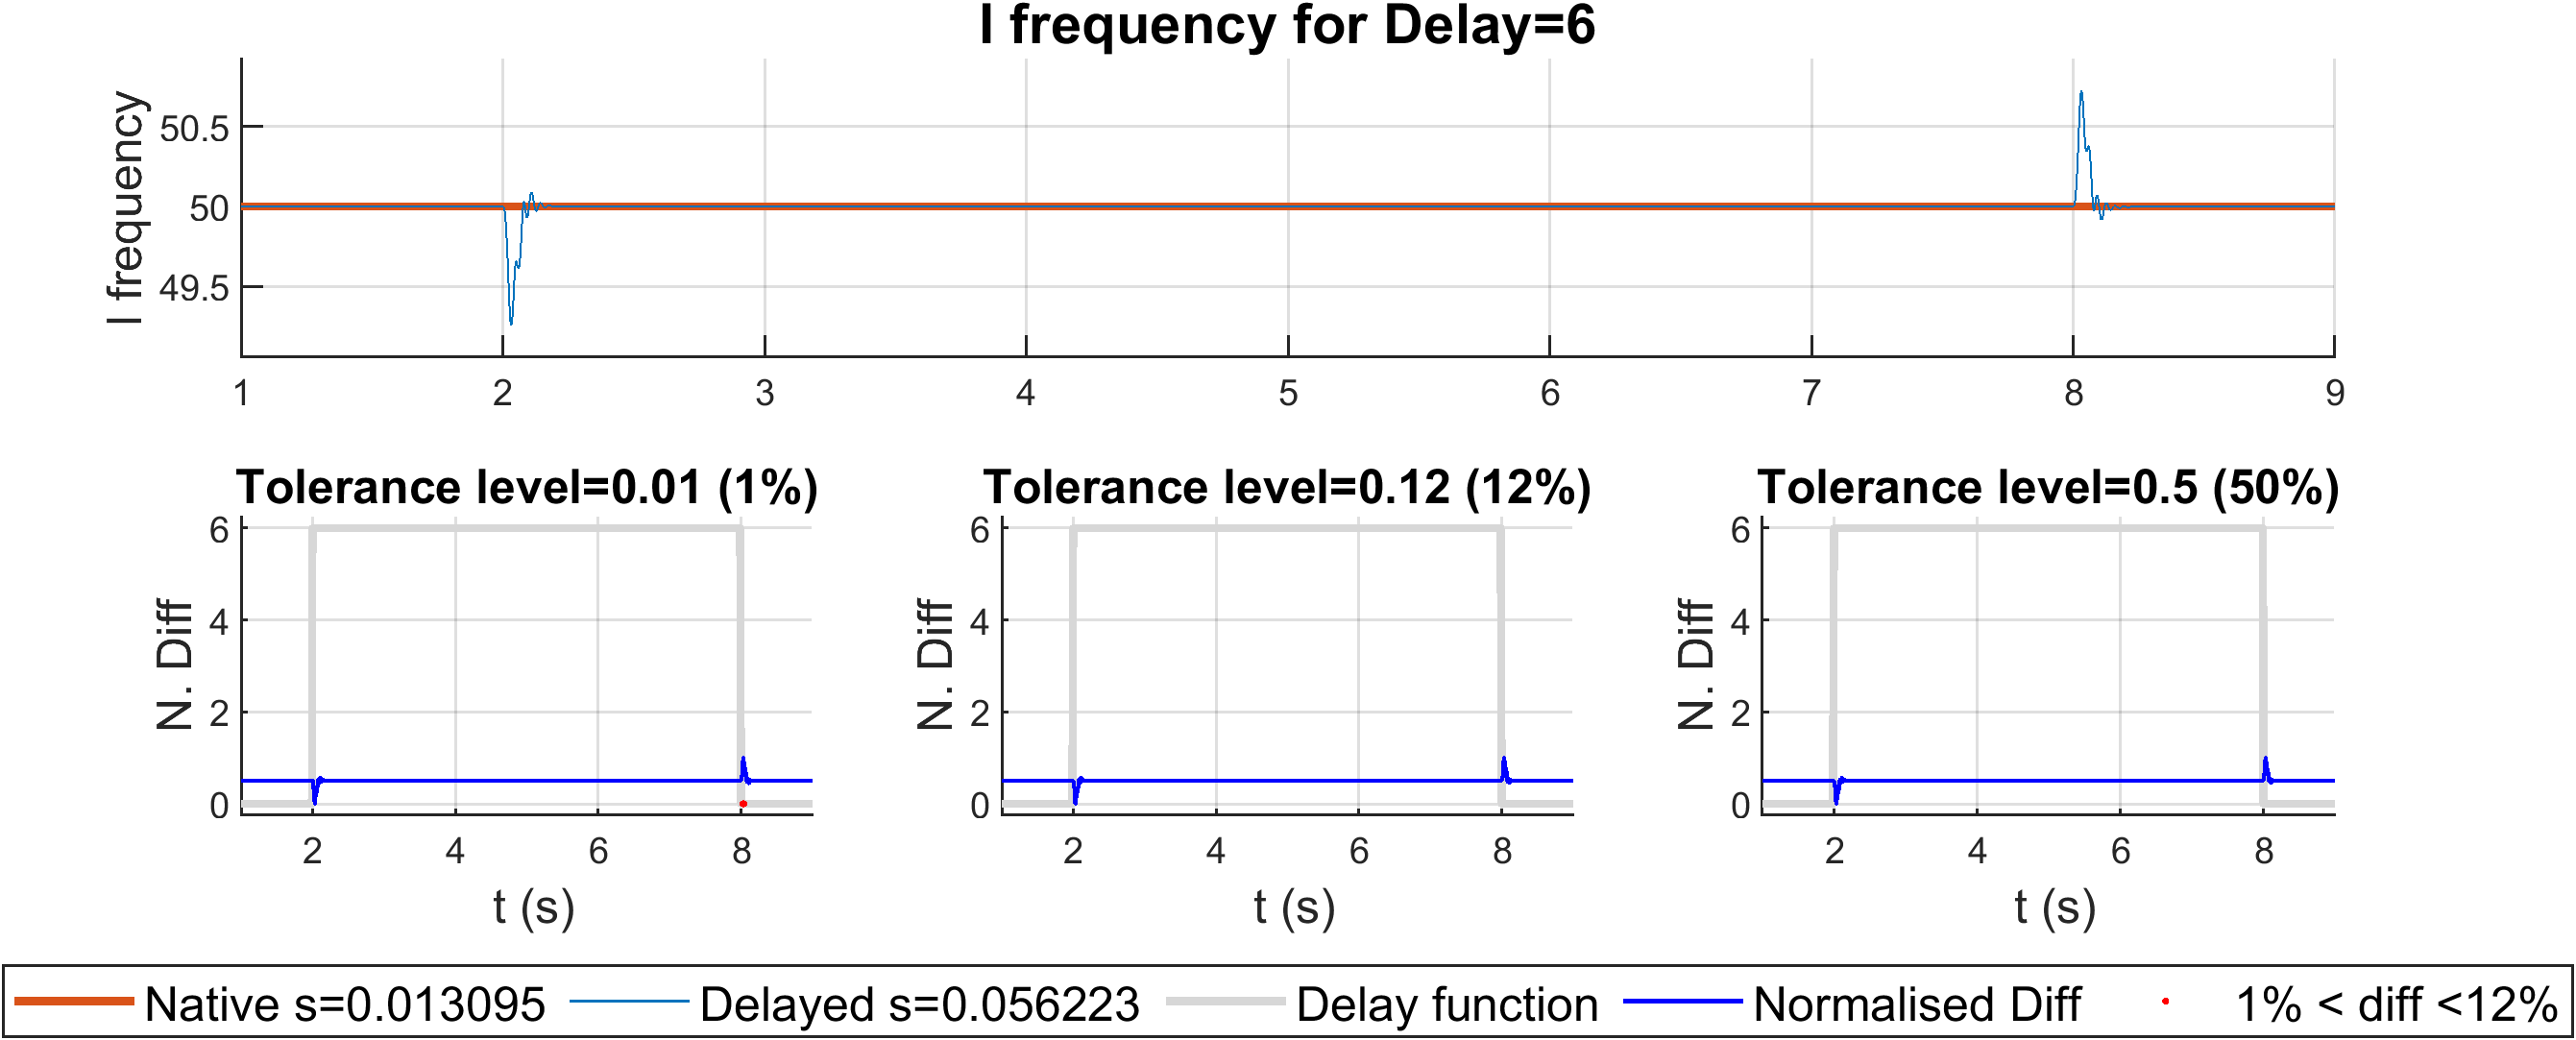 I frequency for Delay=6
I frequency
50.5
50
49.5
1 2 3 4 5 6 7 8 9
Tolerance level=0.01 (1%)
N. Diff
6
4
2
0
2 4 6 8
t (s)
Tolerance level=0.12 (12%)
N. Diff
6
4
2
0
2 4 6 8
t (s)
Tolerance level=0.5 (50%)
N. Diff
6
4
2
0
2 4 6 8
t (s)
Native s=0.013095 Delayed s=0.056223 Delay function Normalised Diff 1% < diff <12%